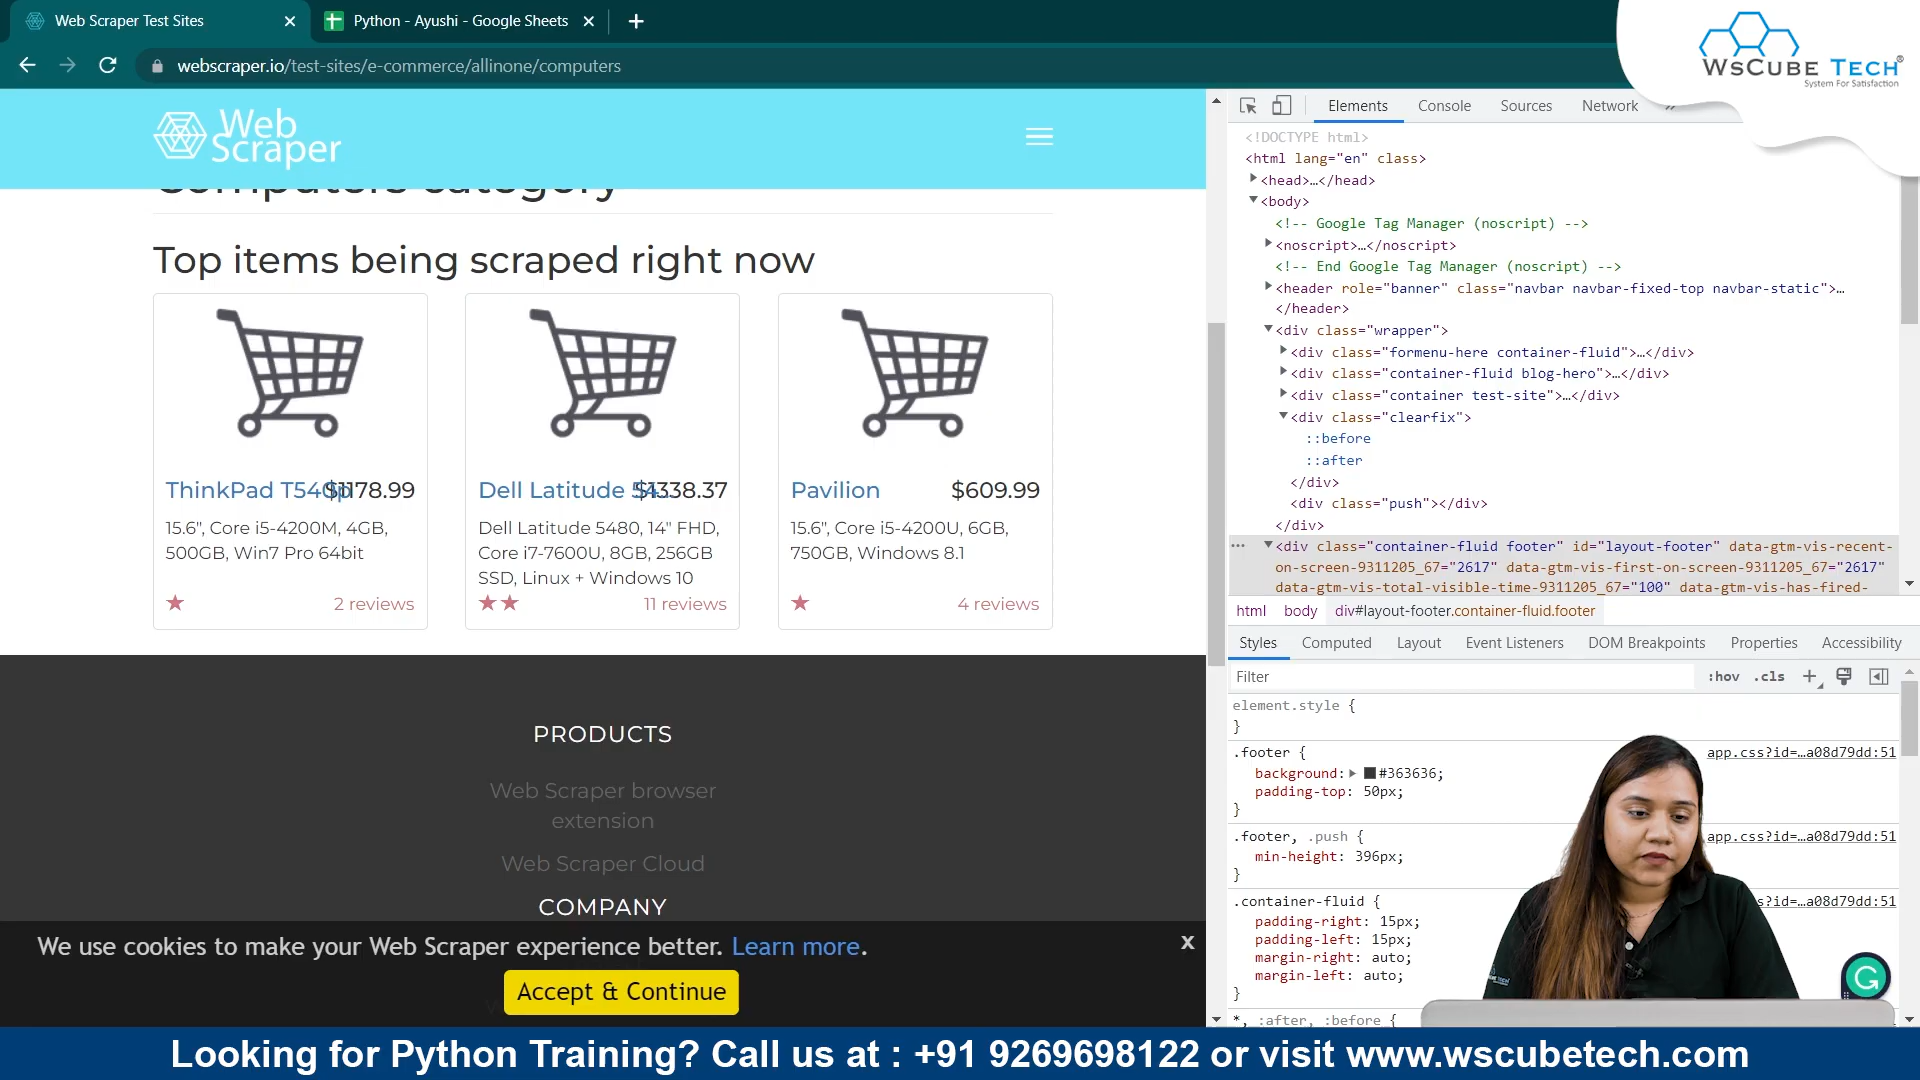 Web Scraper Test Sites
Python - Ayushi - Google Sheets
webscraper.io/test-sites/e-commerce/allinone/computers
WsCube Tech®
System For Satisfaction
Web
Scraper
Computers category
Top items being scraped right now
ThinkPad T540p
$1178.99
15.6", Core i5-4200M, 4GB,
500GB, Win7 Pro 64bit
2 reviews
Dell Latitude 54...
$1338.37
Dell Latitude 5480, 14" FHD,
Core i7-7600U, 8GB, 256GB
SSD, Linux + Windows 10
11 reviews
Pavilion
$609.99
15.6", Core i5-4200U, 6GB,
750GB, Windows 8.1
4 reviews
PRODUCTS
Web Scraper browser
extension
Web Scraper Cloud
COMPANY
We use cookies to make your Web Scraper experience better. Learn more.
X
Accept & Continue
Elements
Console
Sources
Network
<!DOCTYPE html>
<html lang="en" class>
<head>…</head>
<body>
<!-- Google Tag Manager (noscript) -->
<noscript>…</noscript>
<!-- End Google Tag Manager (noscript) -->
<header role="banner" class="navbar navbar-fixed-top navbar-static">…
</header>
<div class="wrapper">
<div class="formenu-here container-fluid">…</div>
<div class="container-fluid blog-hero">…</div>
<div class="container test-site">…</div>
<div class="clearfix">
::before
::after
</div>
<div class="push"></div>
</div>
<div class="container-fluid footer" id="layout-footer" data-gtm-vis-recent-
on-screen-9311205_67="2617" data-gtm-vis-first-on-screen-9311205_67="2617"
data-gtm-vis-total-visible-time-9311205_67="100" data-gtm-vis-has-fired-
html body div#layout-footer.container-fluid.footer
Styles
Computed
Layout
Event Listeners
DOM Breakpoints
Properties
Accessibility
Filter
:hov .cls
element.style {
}
.footer {
app.css?id=…a08d79dd:51
background: #363636;
padding-top: 50px;
}
.footer, .push {
app.css?id=…a08d79dd:51
min-height: 396px;
}
.container-fluid {
s?id=…a08d79dd:51
padding-right: 15px;
padding-left: 15px;
margin-right: auto;
margin-left: auto;
}
*, :after, :before {
Looking for Python Training? Call us at : +91 9269698122 or visit www.wscubetech.com